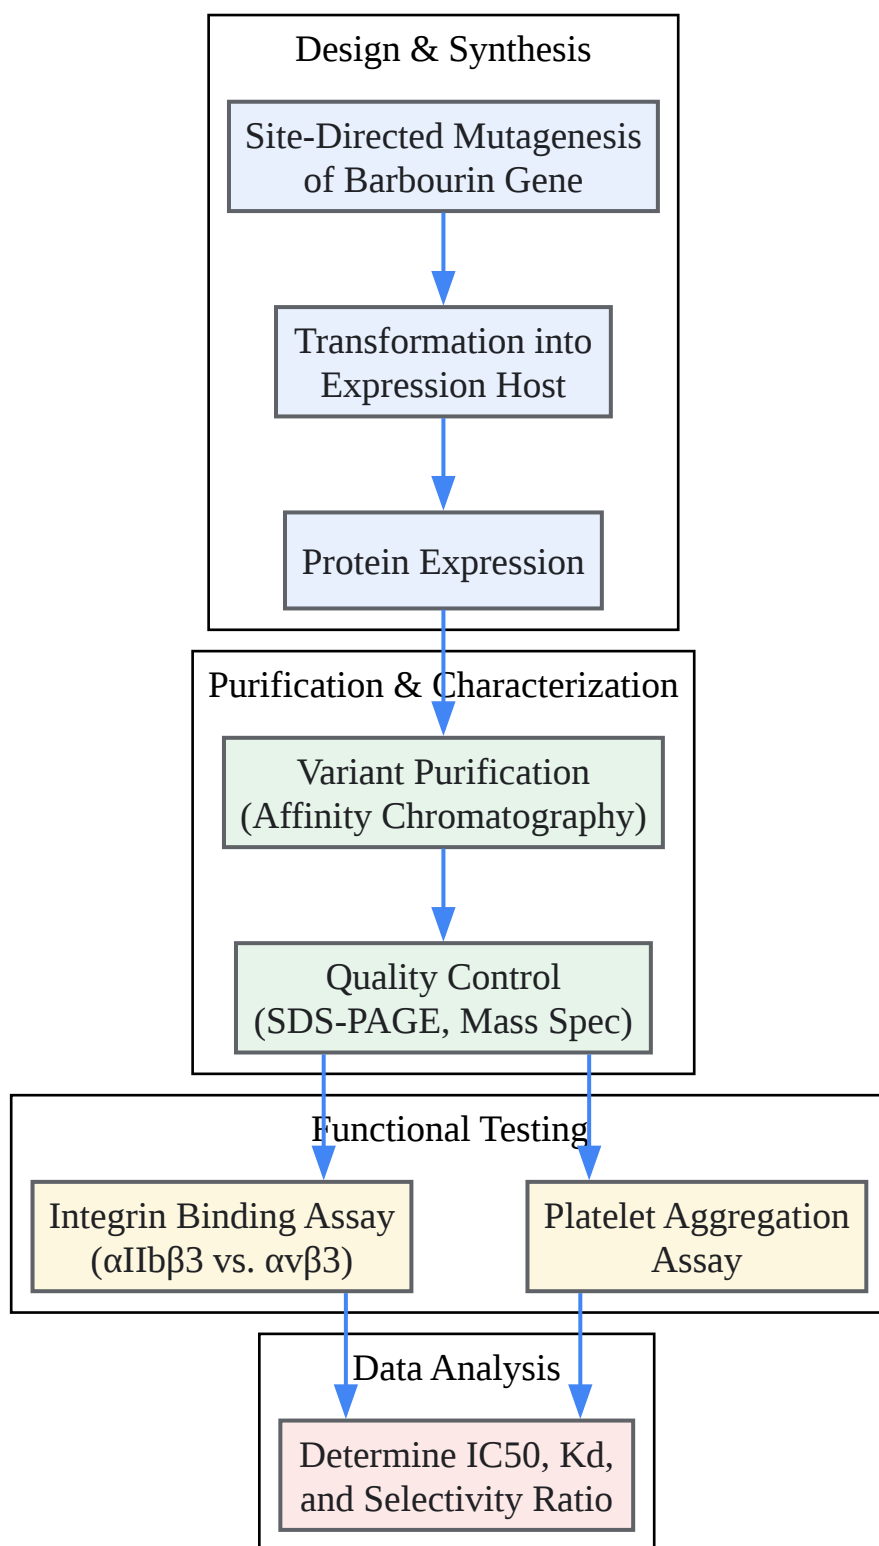 Design & Synthesis
Site-Directed Mutagenesis
of Barbourin Gene
Transformation into
Expression Host
Protein Expression
Purification & Characterization
Variant Purification
(Affinity Chromatography)
Quality Control
(SDS-PAGE, Mass Spec)
Functional Testing
Integrin Binding Assay
(αIIbβ3 vs. αvβ3)
Platelet Aggregation
Assay
Data Analysis
Determine IC50, Kd,
and Selectivity Ratio